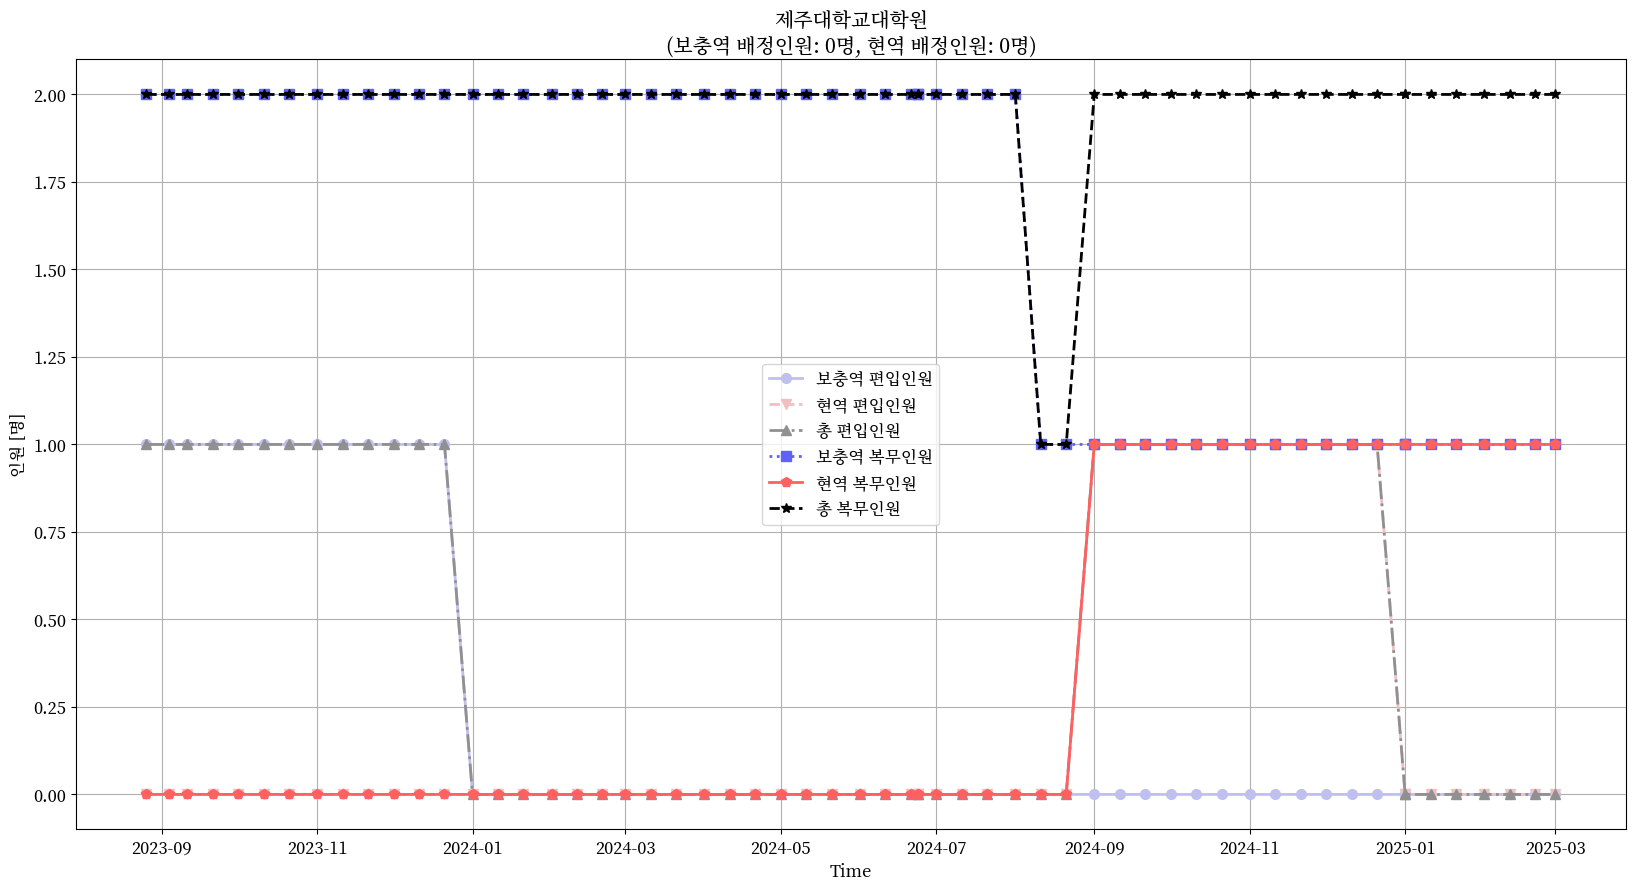 제주대학교대학원
(보충역 배정인원: 0명, 현역 배정인원: 0명)
인원 [명]
2.00
1.75
1.50
1.25
1.00
0.75
0.50
0.25
0.00
보충역 편입인원
현역 편입인원
총 편입인원
보충역 복무인원
현역 복무인원
총 복무인원
2023-09 2023-11 2024-01 2024-03 2024-05 2024-07 2024-09 2024-11 2025-01 2025-03
Time